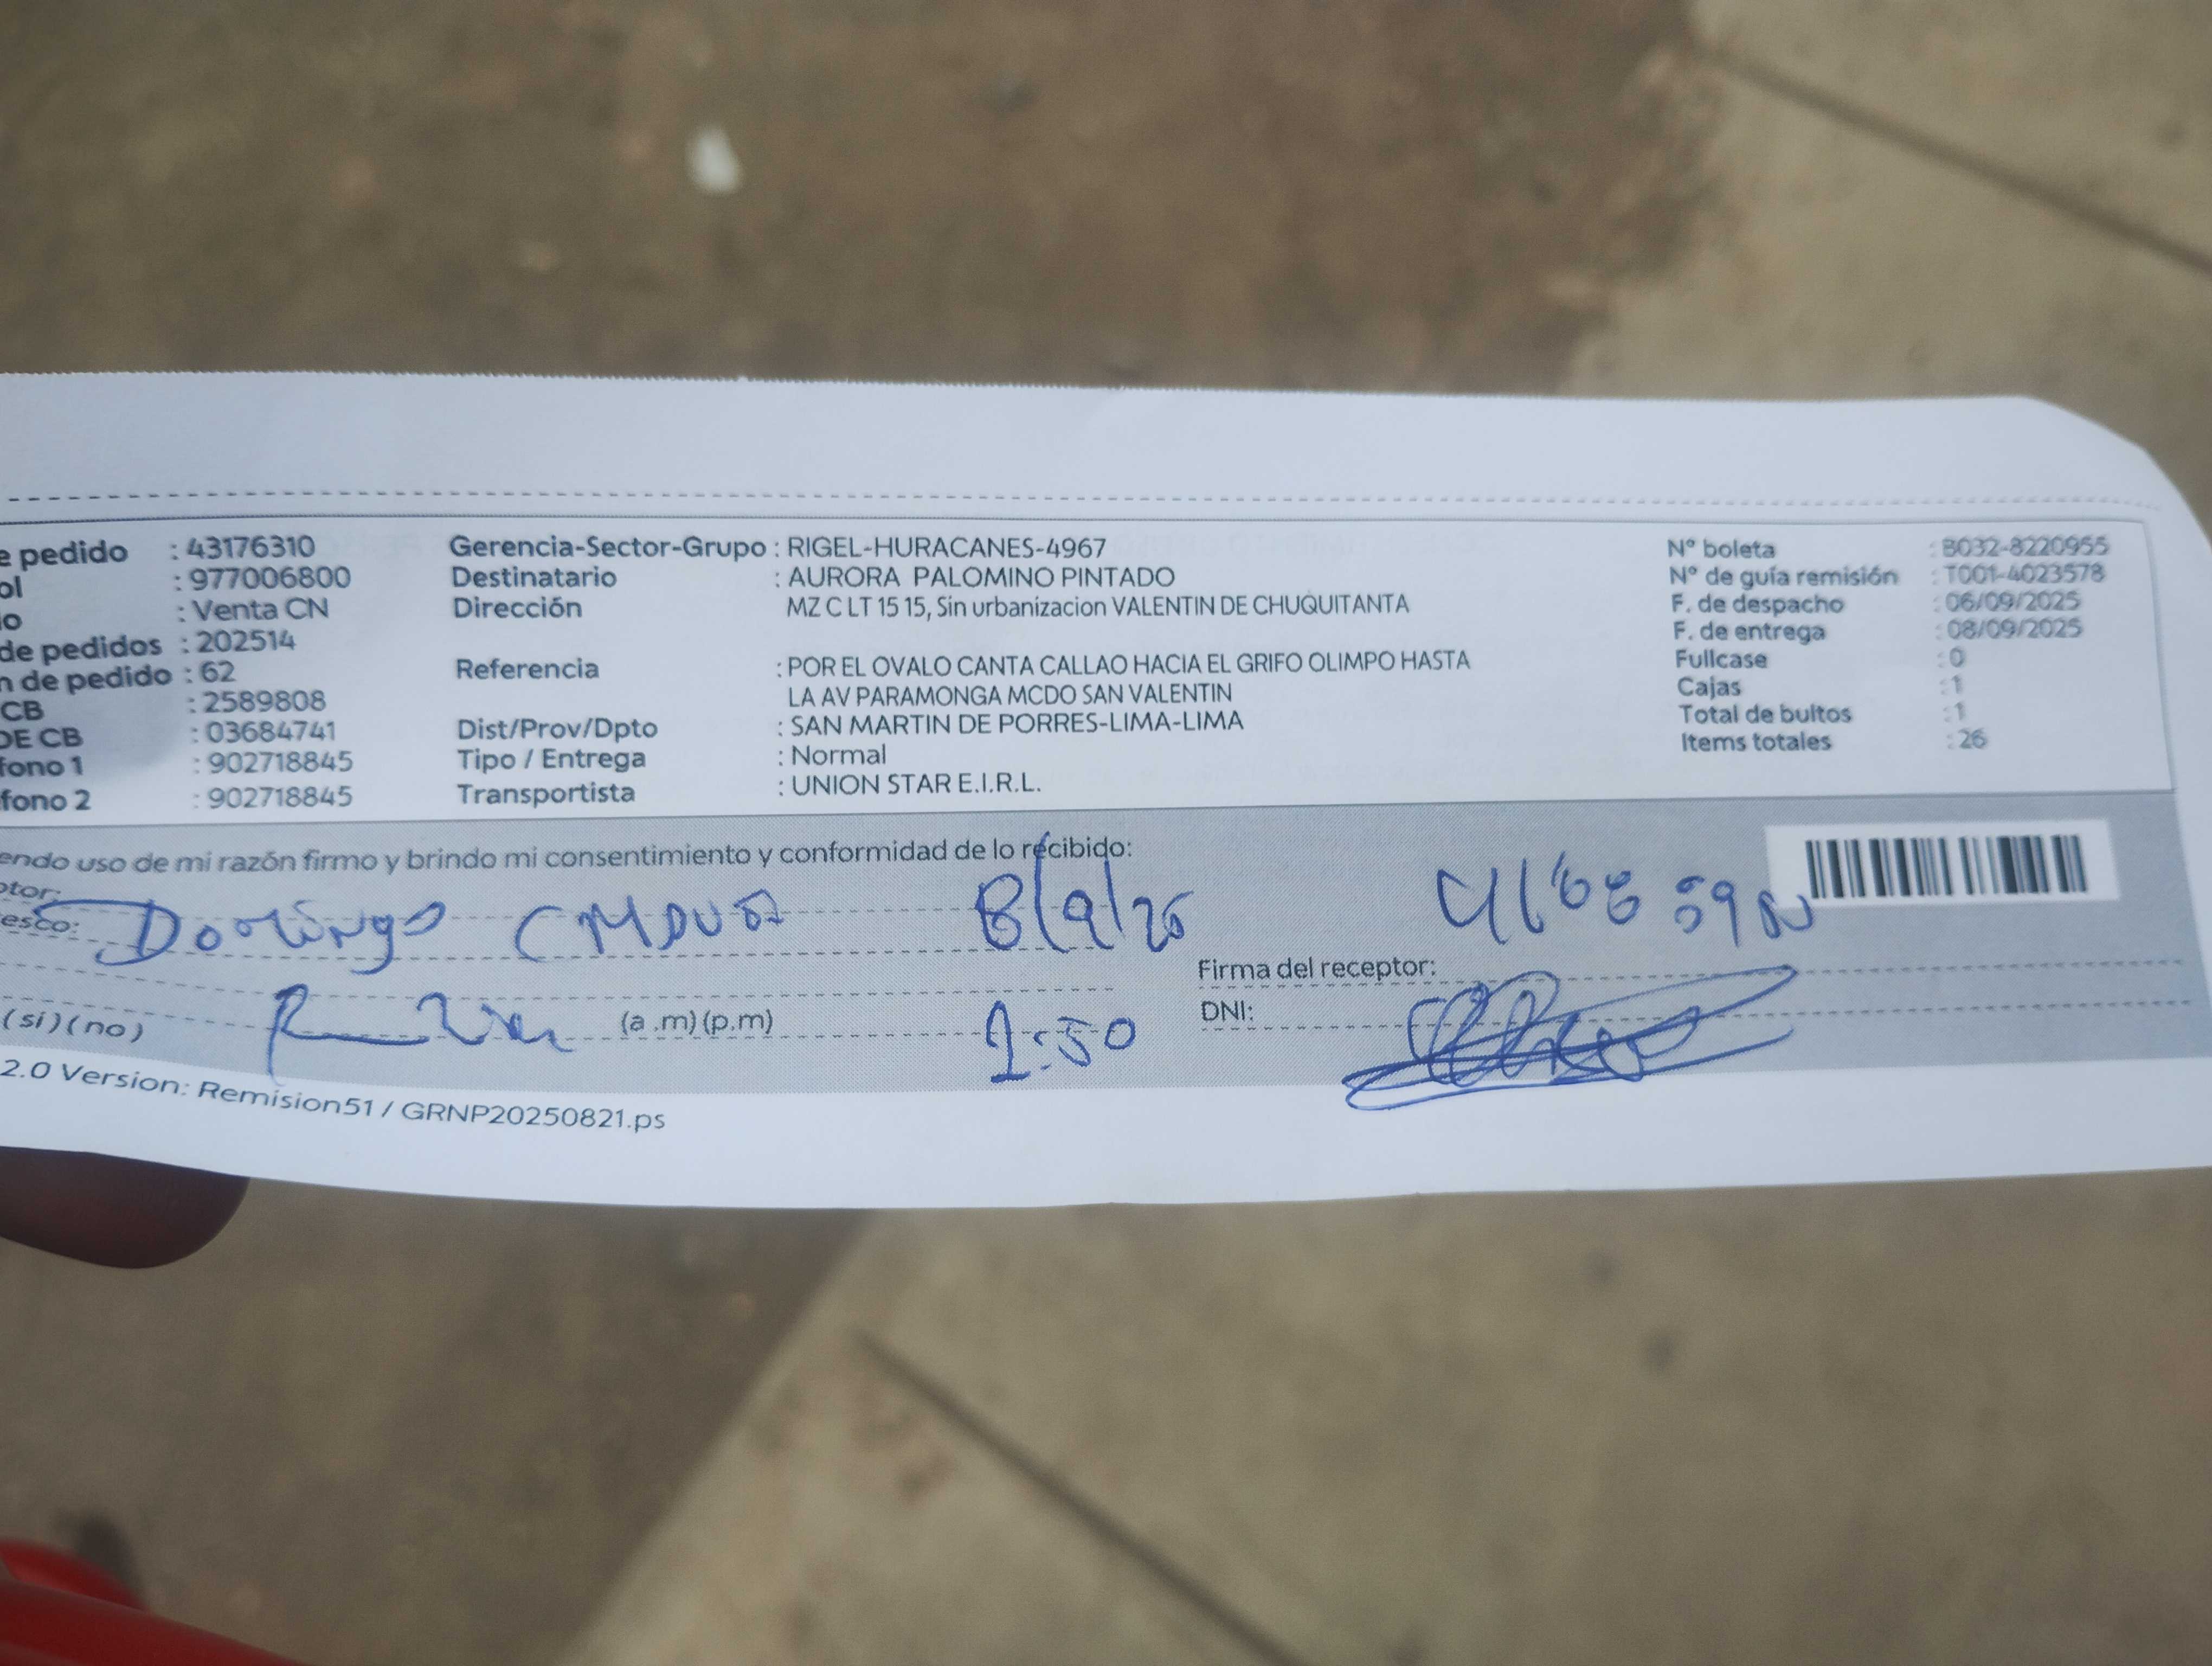 e pedido : 43176310
ol : 977006800
o : Venta CN
de pedidos : 202514
n de pedido : 62
CB : 2589808
DE CB : 03684741
fono 1 : 902718845
fono 2 : 902718845
Gerencia-Sector-Grupo : RIGEL-HURACANES-4967
Destinatario : AURORA PALOMINO PINTADO
Dirección MZ C LT 15 15, Sin urbanizacion VALENTIN DE CHUQUITANTA
Referencia : POR EL OVALO CANTA CALLAO HACIA EL GRIFO OLIMPO HASTA
LA AV PARAMONGA MCDO SAN VALENTIN
Dist/Prov/Dpto : SAN MARTIN DE PORRES-LIMA-LIMA
Tipo / Entrega : Normal
Transportista : UNION STAR E.I.R.L.
Nº boleta : B032-8220955
Nº de guía remisión : T001-4023578
F. de despacho : 06/09/2025
F. de entrega : 08/09/2025
Fullcase : 0
Cajas : 1
Total de bultos : 1
Items totales : 26
endo uso de mi razón firmo y brindo mi consentimiento y conformidad de lo recibido:
ptor:
esco: Domingo 8/9/25
Firma del receptor:
(si)(no) (a .m)(p.m) 2:50 DNI:
2.0 Version: Remision51 / GRNP20250821.ps